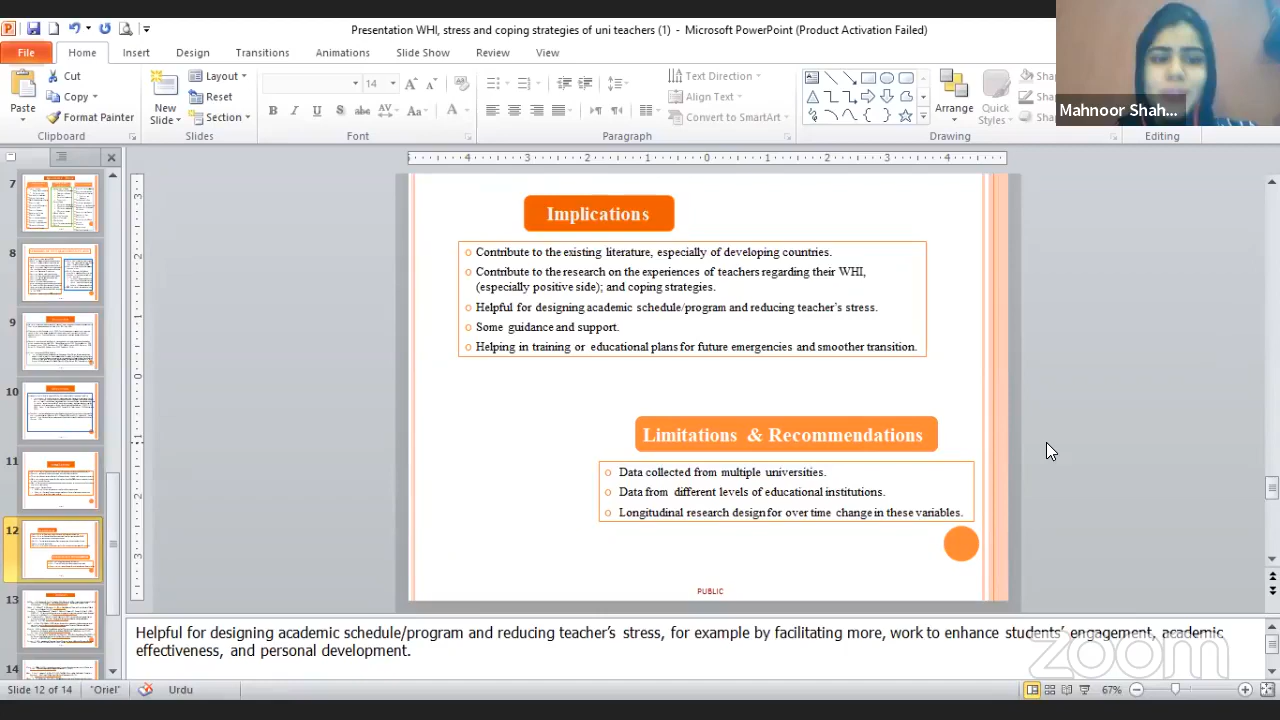 Presentation WHI, stress and coping strategies of uni teachers (1) - Microsoft PowerPoint (Product Activation Failed)
File Home Insert Design Transitions Animations Slide Show Review View
Mahnoor Shah...
Cut
Copy
Format Painter
Paste
Clipboard
New Slide
Layout
Reset
Section
Slides
14
Font
Paragraph
Text Direction
Align Text
Convert to SmartArt
Arrange
Quick Styles
Drawing
Editing
7
8
9
10
11
12
13
14
Implications
Contribute to the existing literature, especially of developing countries.
Contribute to the research on the experiences of teachers regarding their WHI,
(especially positive side); and coping strategies.
Helpful for designing academic schedule/program and reducing teacher's stress.
Some guidance and support.
Helping in training or educational plans for future emergencies and smoother transition.
Limitations & Recommendations
Data collected from multiple universities.
Data from different levels of educational institutions.
Longitudinal research design for over time change in these variables.
PUBLIC
Helpful for designing academic schedule/program and reducing teacher's stress, for example by facilitating more, work to enhance students' engagement, academic
effectiveness, and personal development.
zoom
Slide 12 of 14 "Oriel" Urdu 67%